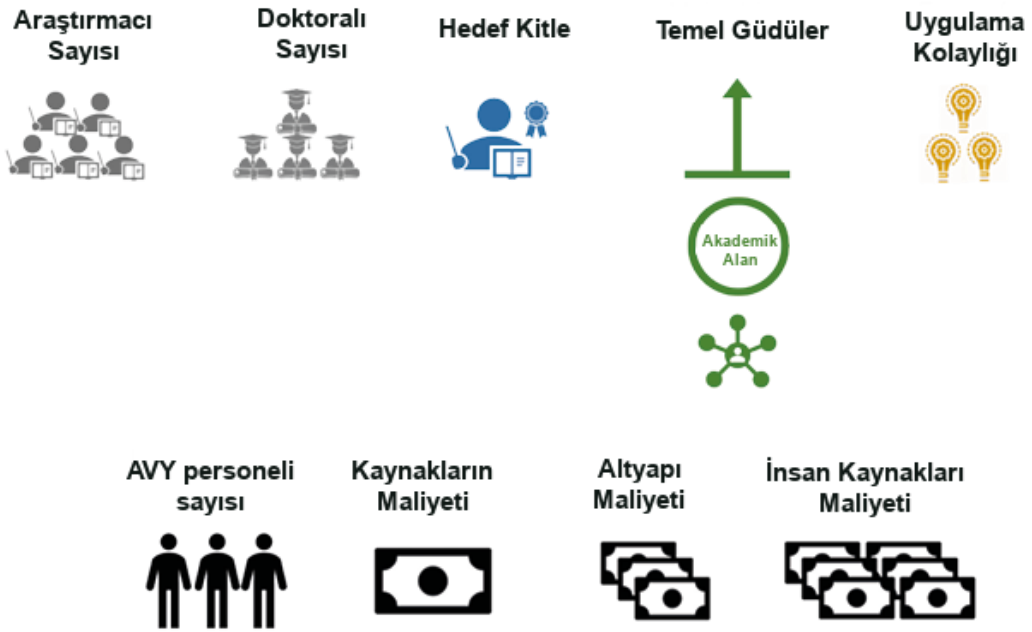 Araştırmacı
Sayısı
Doktoralı
Sayısı
Hedef Kitle
Temel Güdüler
Uygulama
Kolaylığı
Akademik
Alan
AVY personeli
sayısı
Kaynakların
Maliyeti
Altyapı
Maliyeti
İnsan Kaynakları
Maliyeti